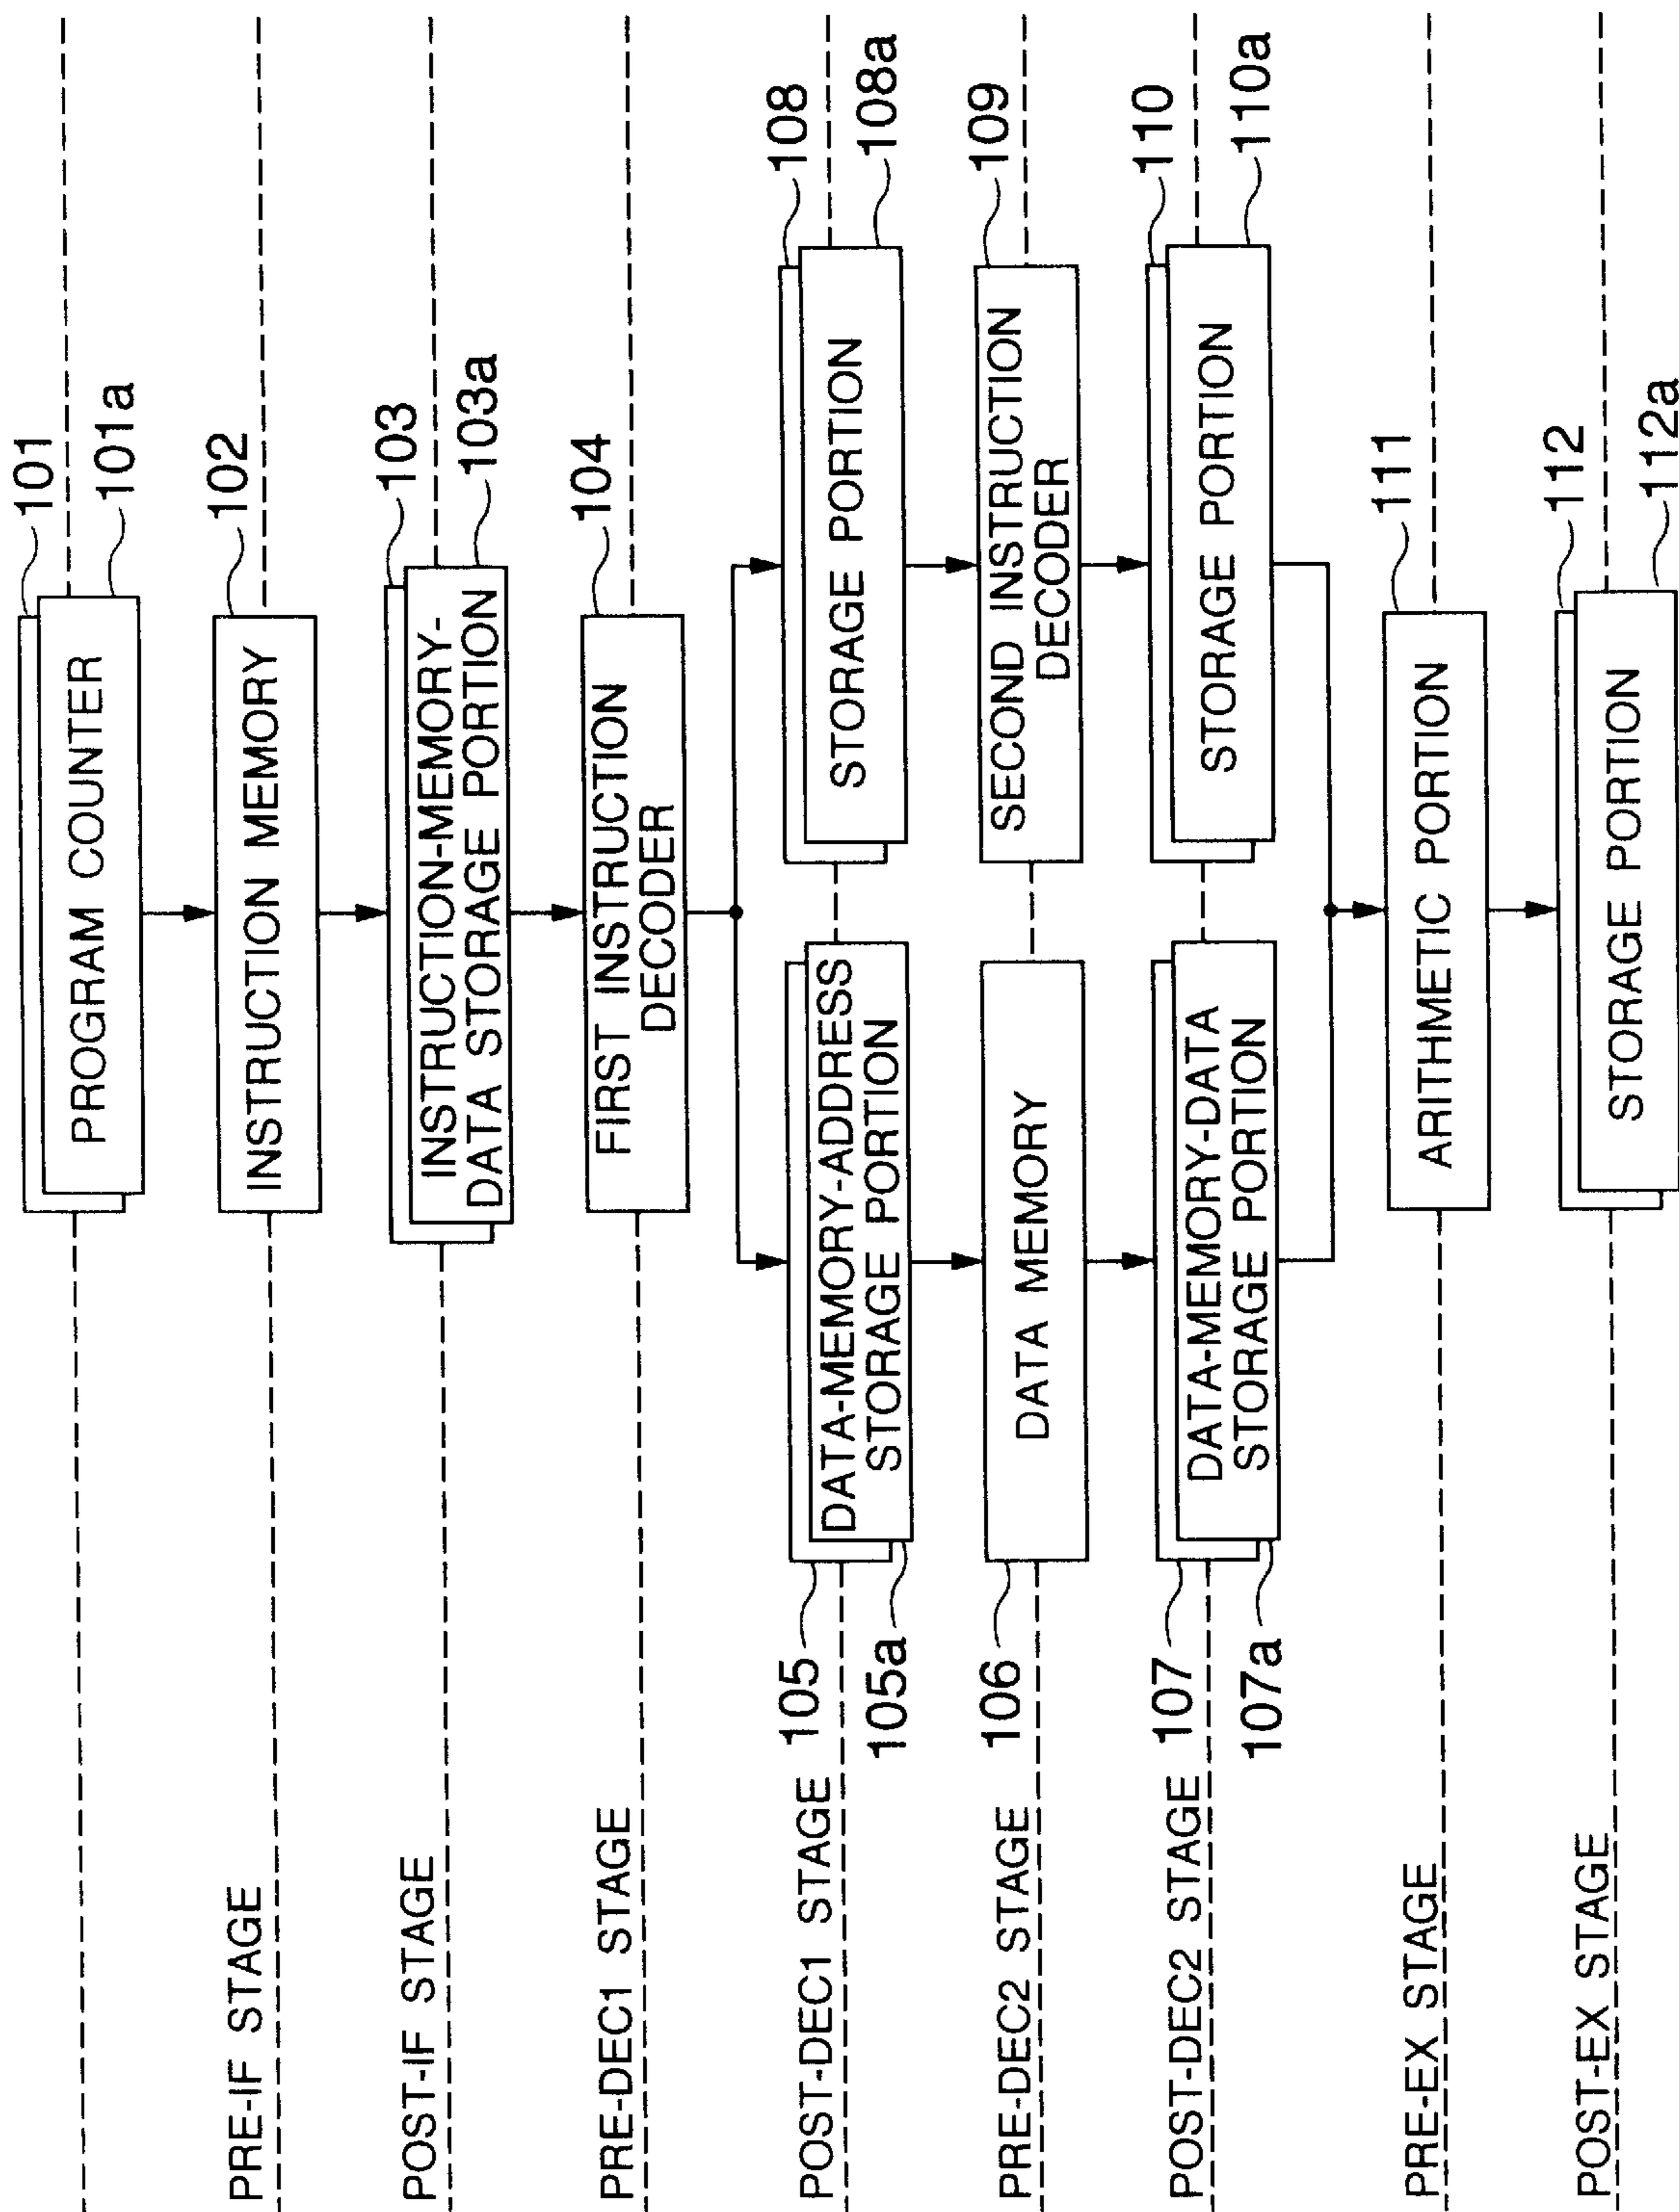 101
PROGRAM COUNTER
101a
PRE-IF STAGE
102
INSTRUCTION MEMORY
POST-IF STAGE
103
INSTRUCTION-MEMORY-
DATA STORAGE PORTION
103a
PRE-DEC1 STAGE
104
FIRST INSTRUCTION
DECODER
POST-DEC1 STAGE
105
DATA-MEMORY-ADDRESS
STORAGE PORTION
105a
108
STORAGE PORTION
108a
PRE-DEC2 STAGE
106
DATA MEMORY
109
SECOND INSTRUCTION
DECODER
POST-DEC2 STAGE
107
DATA-MEMORY-DATA
STORAGE PORTION
107a
110
STORAGE PORTION
110a
PRE-EX STAGE
111
ARITHMETIC PORTION
POST-EX STAGE
112
STORAGE PORTION
112a